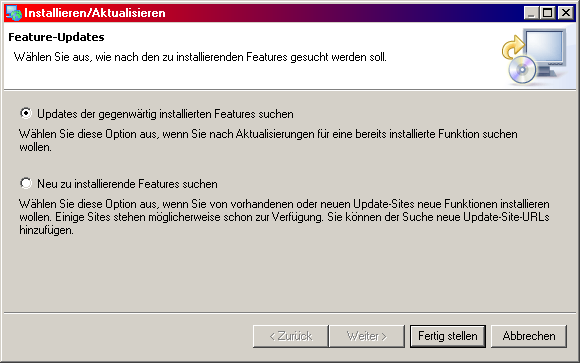 Installieren/Aktualisieren
Feature-Updates
Wählen Sie aus, wie nach den zu installierenden Features gesucht werden soll.
Updates der gegenwärtig installierten Features suchen
Wählen Sie diese Option aus, wenn Sie nach Aktualisierungen für eine bereits installierte Funktion suchen
wollen.
Neu zu installierende Features suchen
Wählen Sie diese Option aus, wenn Sie von vorhandenen oder neuen Update-Sites neue Funktionen installieren
wollen. Einige Sites stehen möglicherweise schon zur Verfügung. Sie können der Suche neue Update-Site-URLs
hinzufügen.
< Zurück
Weiter >
Fertig stellen
Abbrechen